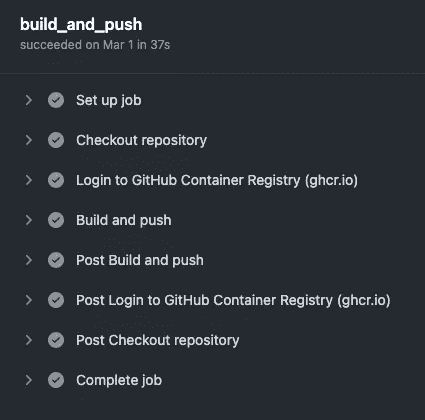 build_and_push
succeeded on Mar 1 in 37s
Set up job
Checkout repository
Login to GitHub Container Registry (ghcr.io)
Build and push
Post Build and push
Post Login to GitHub Container Registry (ghcr.io)
Post Checkout repository
Complete job